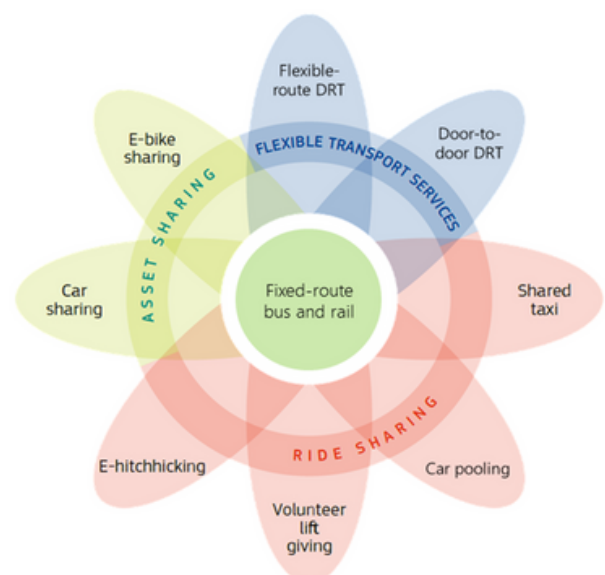 Flexible-
route DRT
Door-to-
door DRT
E-bike
sharing
FLEXIBLE TRANSPORT SERVICES
ASSET SHARING
Car
sharing
Fixed-route
bus and rail
Shared
taxi
RIDE SHARING
E-hitchhicking
Car pooling
Volunteer
lift
giving